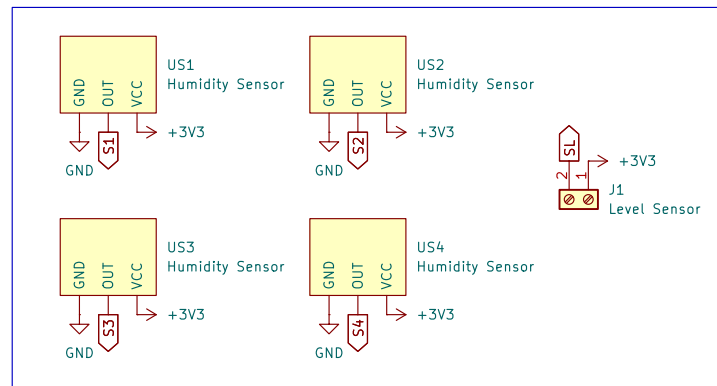 US1
Humidity Sensor
GND
OUT
VCC
+3V3
S1
GND
US2
Humidity Sensor
GND
OUT
VCC
+3V3
S2
GND
SL
+3V3
2
1
J1
Level Sensor
US3
Humidity Sensor
GND
OUT
VCC
+3V3
S3
GND
US4
Humidity Sensor
GND
OUT
VCC
+3V3
S4
GND